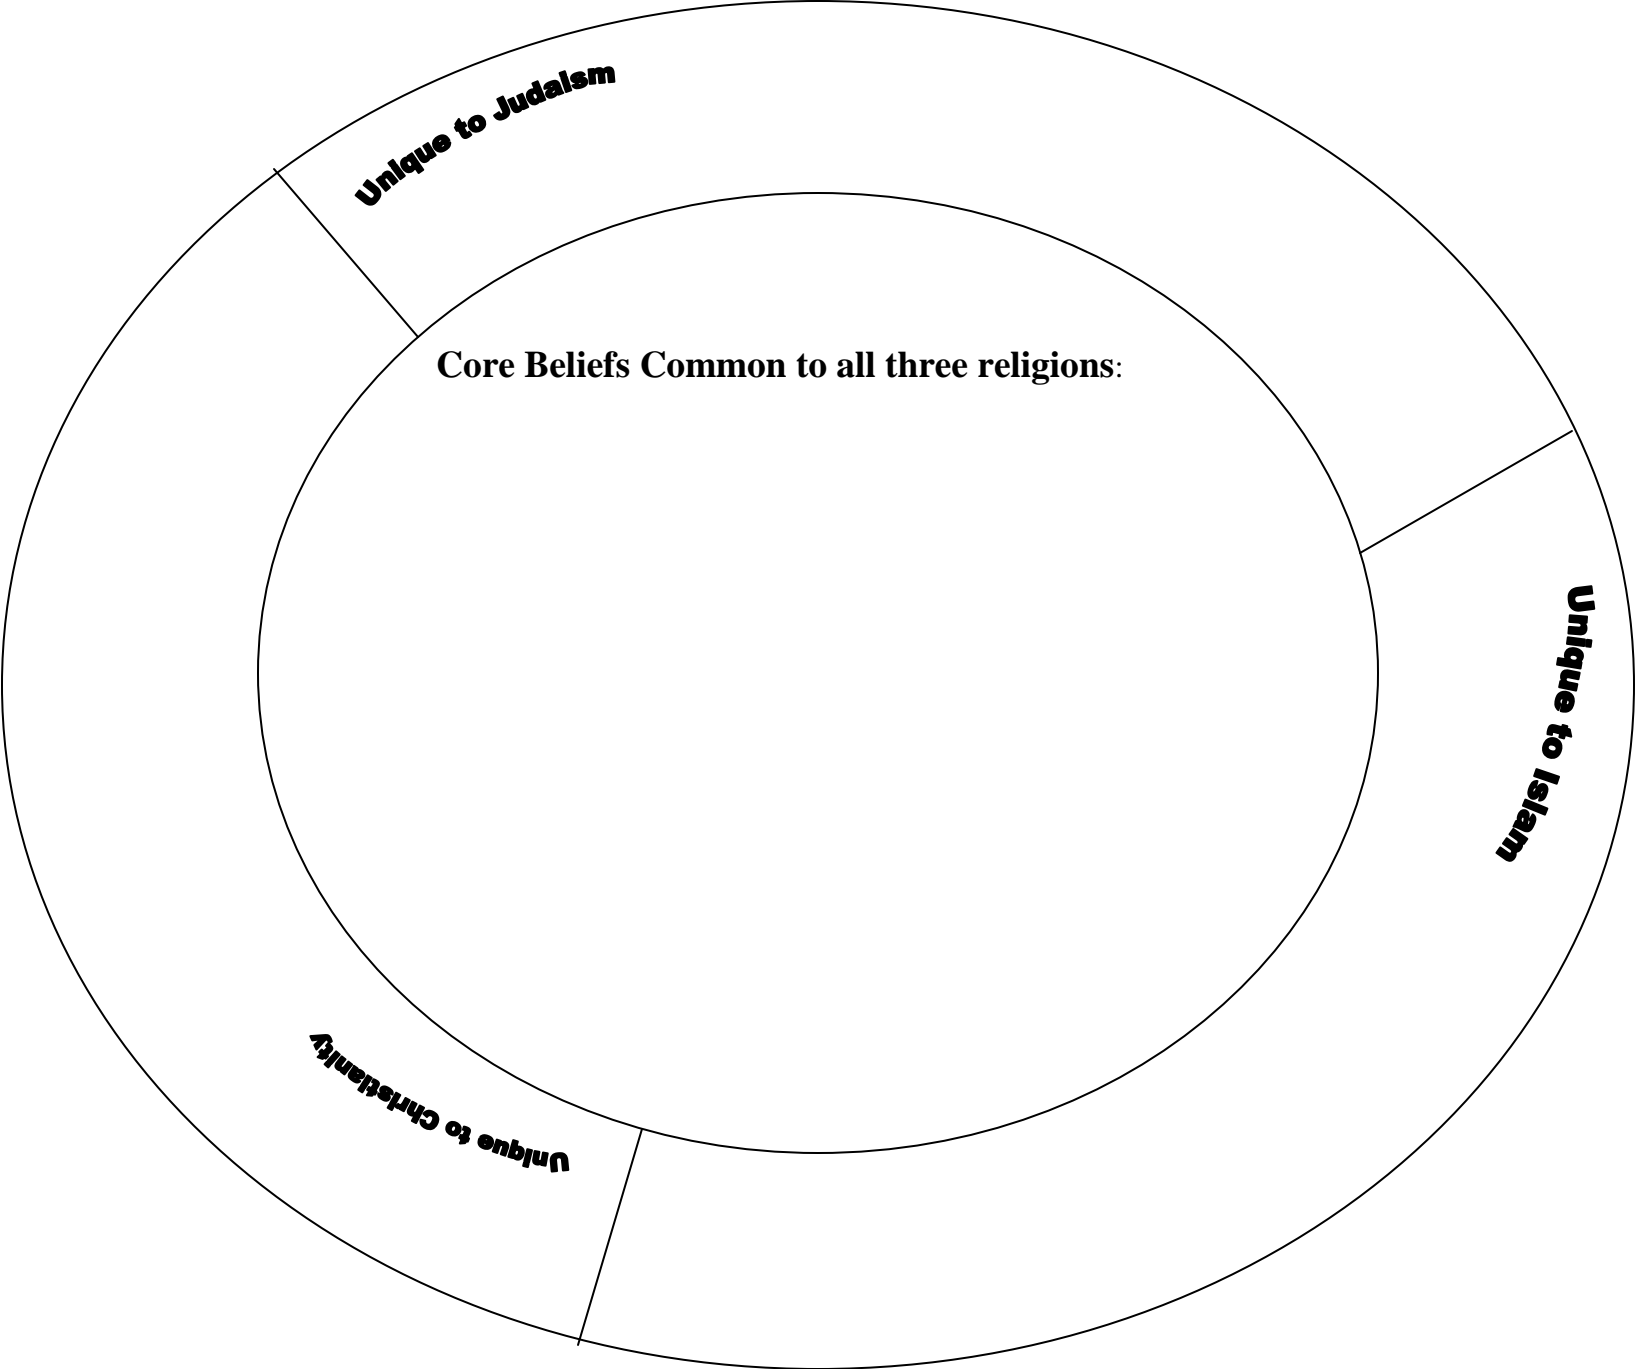 Unique to Judaism
Core Beliefs Common to all three religions:
Unique to Islam
Unique to Christianity